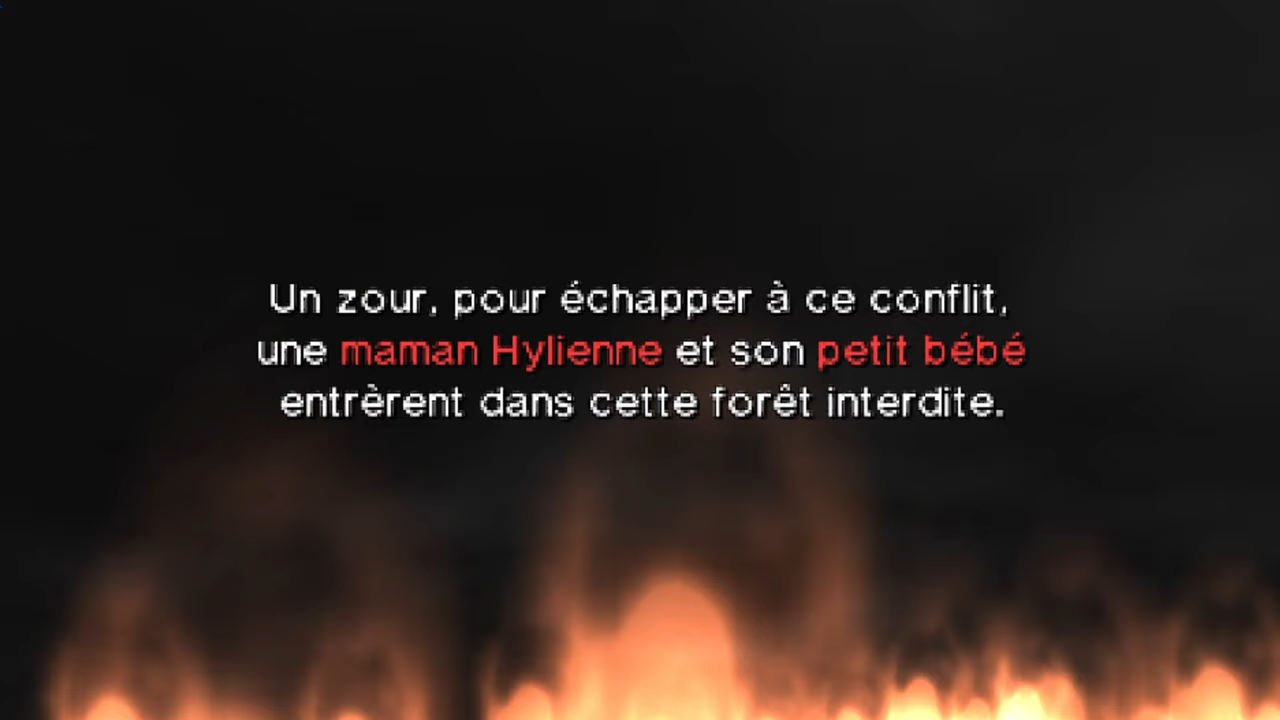 Un zour, pour échapper à ce conflit,
une maman Hylienne et son petit bébé
entrèrent dans cette forêt interdite.